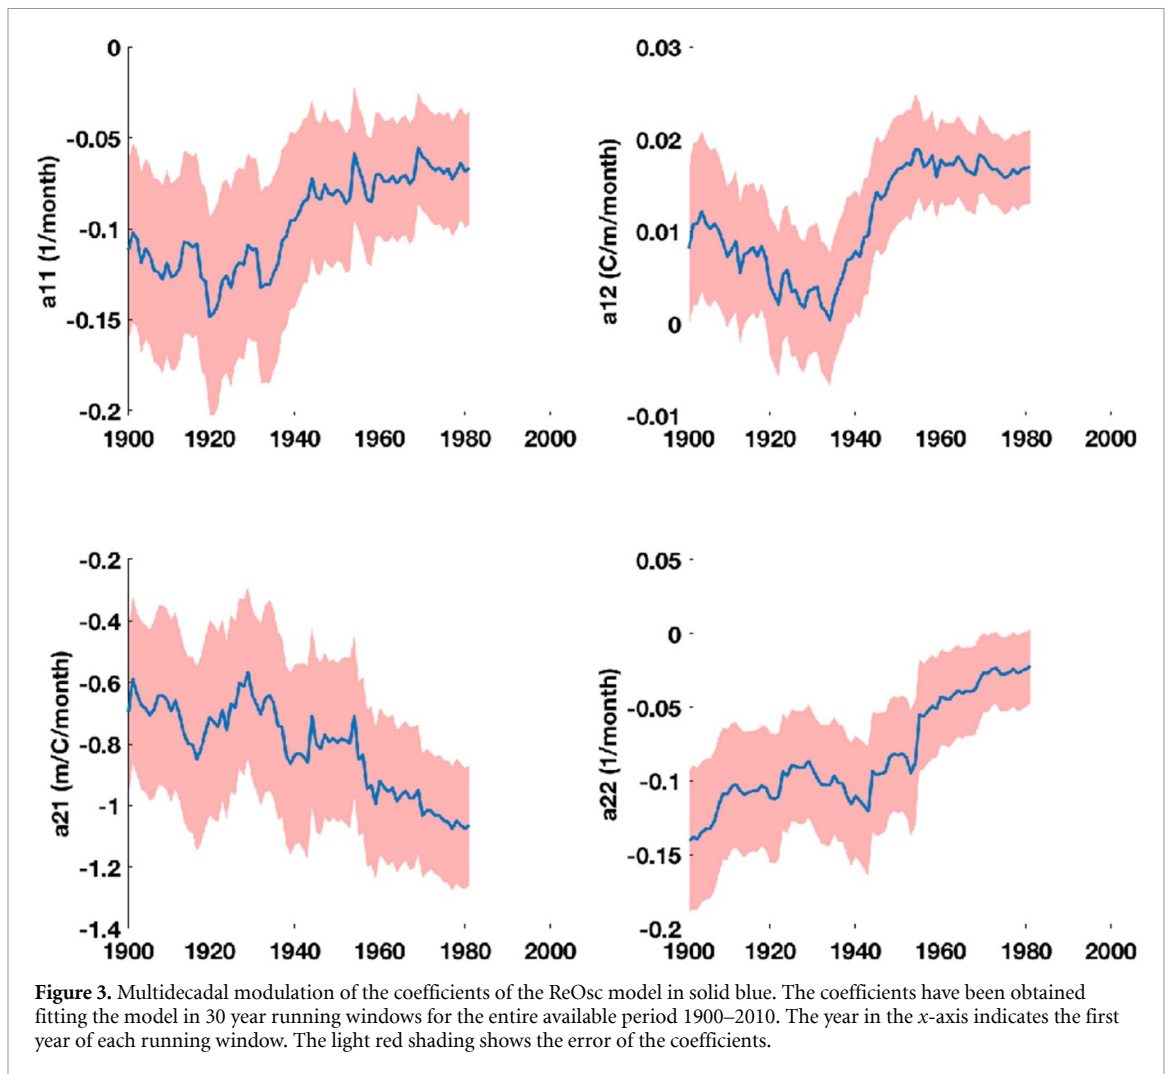 0
-0.05
-0.1
-0.15
-0.2
a11 (1/month)
1900 1920 1940 1960 1980 2000
0.03
0.02
0.01
0
-0.01
a12 (C/m/month)
1900 1920 1940 1960 1980 2000
-0.2
-0.4
-0.6
-0.8
-1
-1.2
-1.4
a21 (m/C/month)
1900 1920 1940 1960 1980 2000
0.05
0
-0.05
-0.1
-0.15
-0.2
a22 (1/month)
1900 1920 1940 1960 1980 2000
Figure 3. Multidecadal modulation of the coefficients of the ReOsc model in solid blue. The coefficients have been obtained
fitting the model in 30 year running windows for the entire available period 1900–2010. The year in the x-axis indicates the first
year of each running window. The light red shading shows the error of the coefficients.